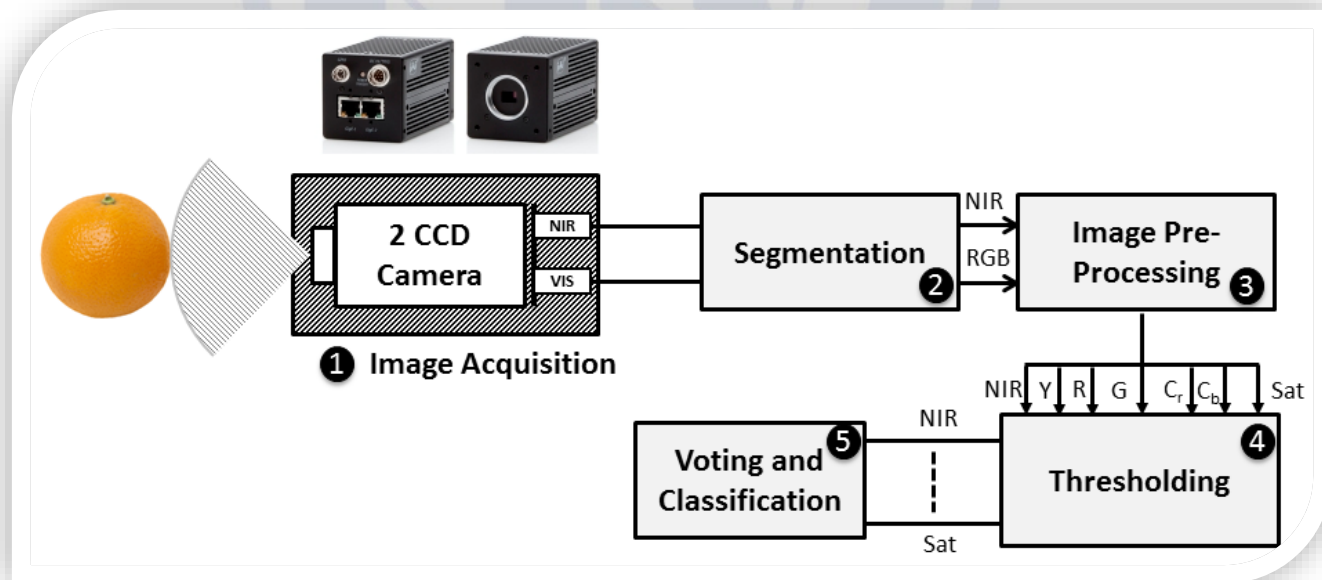 2 CCD
Camera
NIR
VIS
1 Image Acquisition
Segmentation
2
NIR
RGB
Image Pre-
Processing
3
NIR Y R G Cr Cb Sat
Thresholding
4
NIR
Sat
Voting and
Classification
5